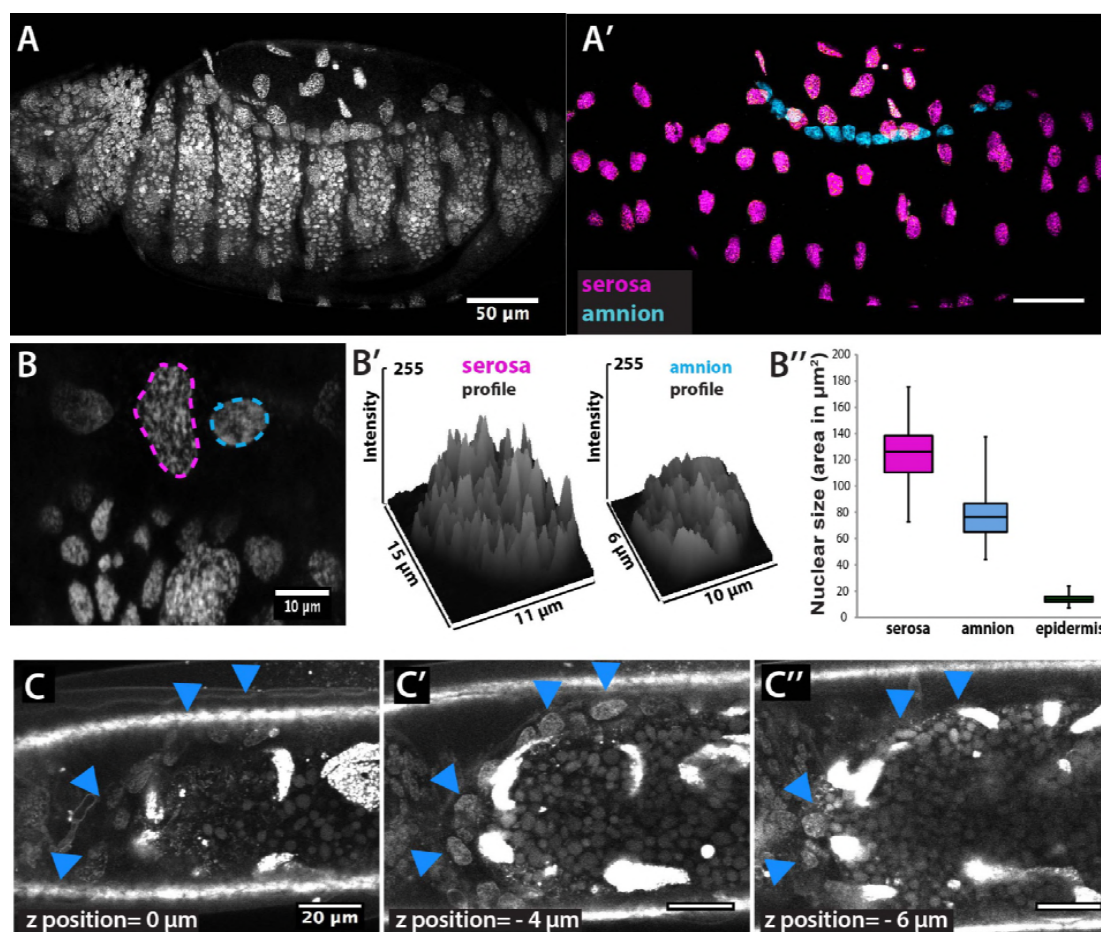 A
50 µm
A'
serosa
amnion
B
10 µm
B'
255
Intensity
serosa
profile
15 µm
11 µm
255
Intensity
amnion
profile
6 µm
10 µm
B''
Nuclear size (area in µm²)
200
180
160
140
120
100
80
60
40
20
0
serosa
amnion
epidermis
C
z position= 0 µm
20 µm
C'
z position= - 4 µm
C''
z position= - 6 µm